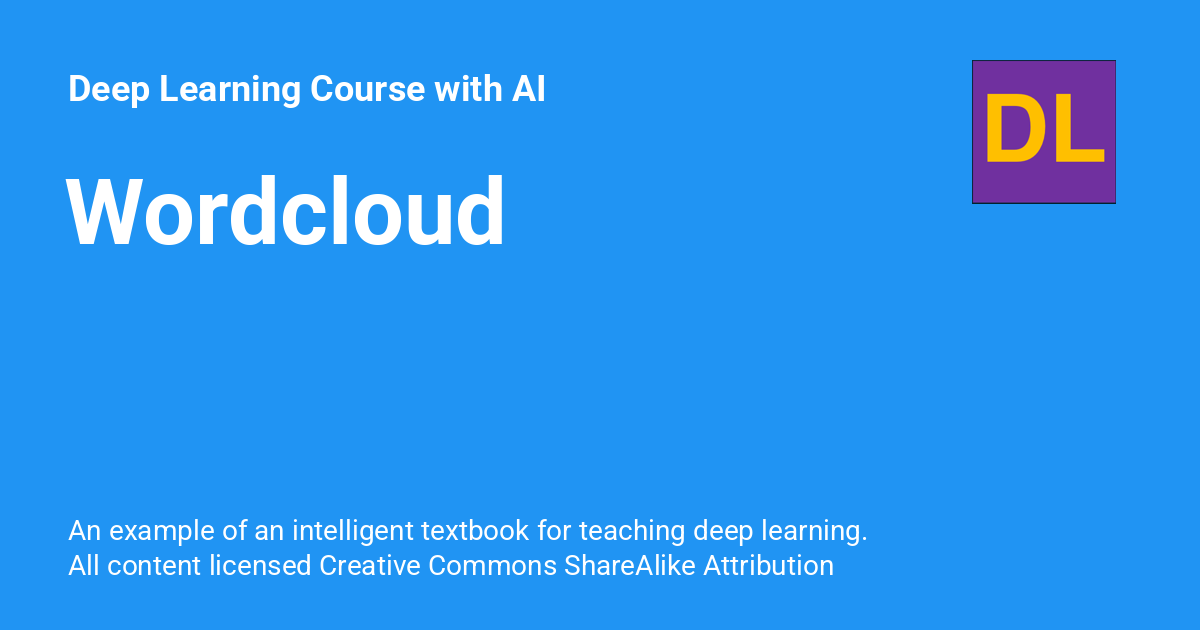 Deep Learning Course with AI
DL
Wordcloud
An example of an intelligent textbook for teaching deep learning.
All content licensed Creative Commons ShareAlike Attribution